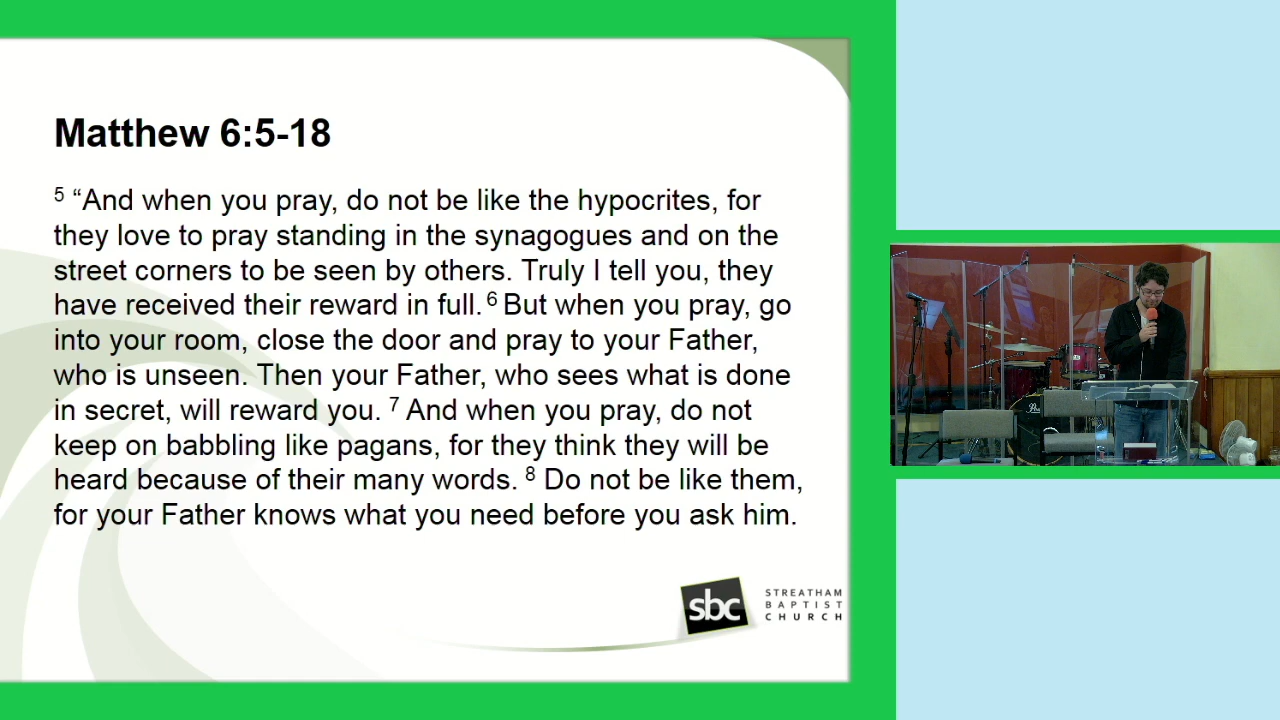 Matthew 6:5-18
5 “And when you pray, do not be like the hypocrites, for
they love to pray standing in the synagogues and on the
street corners to be seen by others. Truly I tell you, they
have received their reward in full. 6 But when you pray, go
into your room, close the door and pray to your Father,
who is unseen. Then your Father, who sees what is done
in secret, will reward you. 7 And when you pray, do not
keep on babbling like pagans, for they think they will be
heard because of their many words. 8 Do not be like them,
for your Father knows what you need before you ask him.
sbc
STREATHAM
BAPTIST
CHURCH